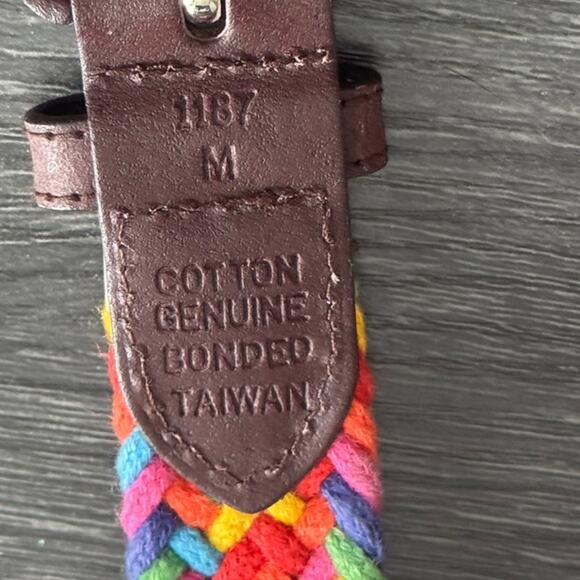 1187
M
COTTON
GENUINE
BONDED
TAIWAN